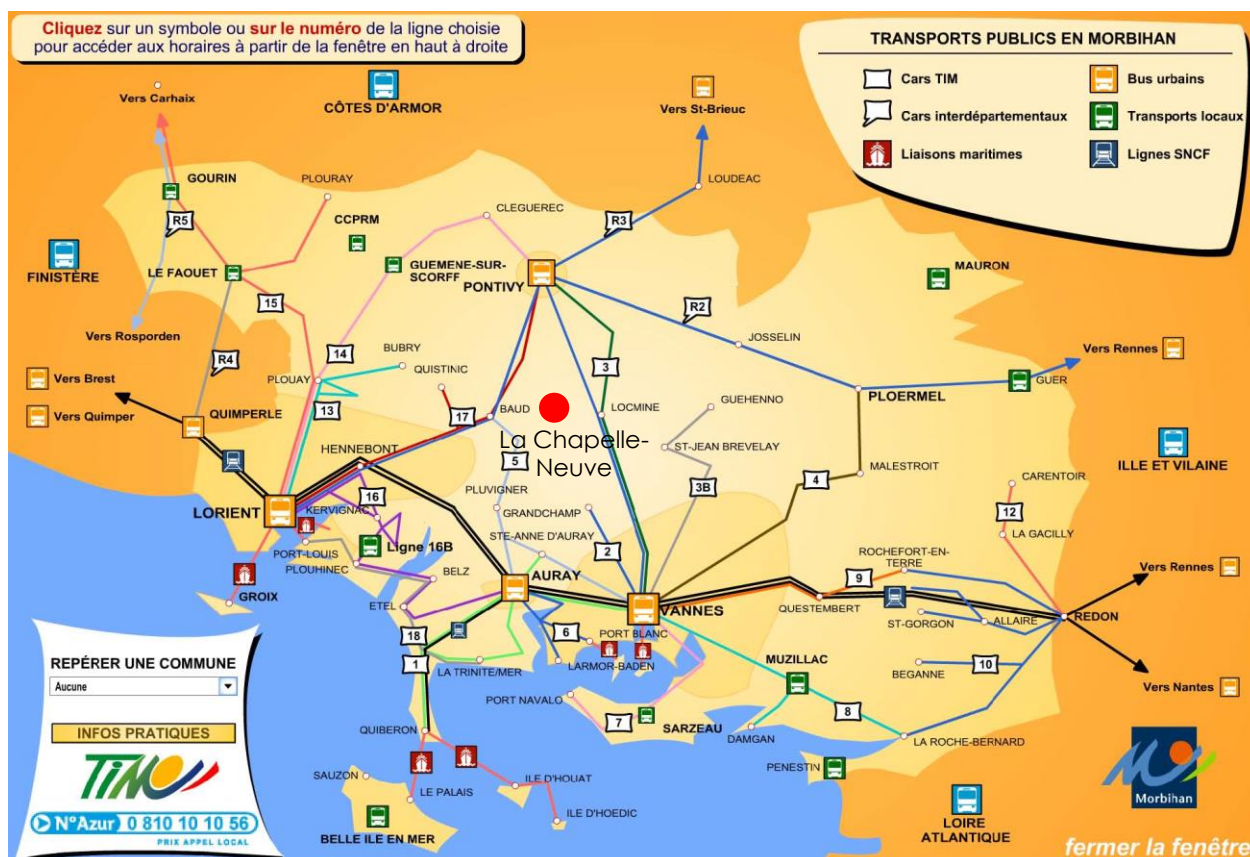 Cliquez sur un symbole ou sur le numéro de la ligne choisie
pour accéder aux horaires à partir de la fenêtre en haut à droite
TRANSPORTS PUBLICS EN MORBIHAN
Cars TIM
Bus urbains
Cars interdépartementaux
Transports locaux
Liaisons maritimes
Lignes SNCF
Vers Carhaix
CÔTES D'ARMOR
Vers St-Brieuc
GOURIN
PLOURAY
LOUDEAC
R5
CCPRM
CLEGUEREC
R3
FINISTÈRE
LE FAOUET
GUEMENE-SUR-
SCORFF
PONTIVY
MAURON
15
R2
Vers Rosporden
14
BUBRY
JOSSELIN
Vers Rennes
R4
PLOUAY
QUISTINIC
3
GUER
Vers Brest
PLOERMEL
Vers Quimper
QUIMPERLE
13
17
BAUD
LOCMINE
GUEHENNO
La Chapelle-
Neuve
HENNEBONT
5
ST-JEAN BREVELAY
ILLE ET VILAINE
MALESTROIT
CARENTOIR
16
PLUVIGNER
3B
4
LORIENT
KERVIGNAC
GRANDCHAMP
12
LA GACILLY
Ligne 16B
STE-ANNE D'AURAY
2
PORT-LOUIS
PLOUHINEC
ROCHEFORT-EN-
TERRE
BELZ
AURAY
9
Vers Rennes
GROIX
ETEL
VANNES
QUESTEMBERT
ST-GORGON
ALLAIRE
REDON
18
6
PORT BLANC
1
LARMOR-BADEN
MUZILLAC
LA TRINITE/MER
BEGANNE
10
Vers Nantes
PORT NAVALO
7
SARZEAU
8
QUIBERON
DAMGAN
LA ROCHE-BERNARD
SAUZON
ILE D'HOUAT
PENESTIN
LE PALAIS
ILE D'HOEDIC
BELLE ILE EN MER
LOIRE
ATLANTIQUE
REPÉRER UNE COMMUNE
Aucune
INFOS PRATIQUES
TIM
N°Azur 0 810 10 10 56
PRIX APPEL LOCAL
Morbihan
fermer la fenêtre